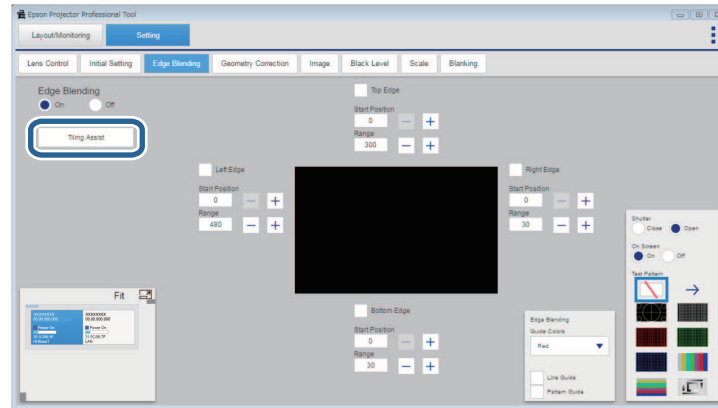 Epson Projector Professional Tool
Layout/Monitoring
Setting
Lens Control
Initial Setting
Edge Blending
Geometry Correction
Image
Black Level
Scale
Blanking
Edge Blending
On
Off
Tiling Assist
Top Edge
Start Position
0
Range
300
Left Edge
Start Position
0
Range
480
Right Edge
Start Position
0
Range
30
Bottom Edge
Start Position
0
Range
30
Fit
XXXXXXXX
XXXXXXXX
Power On
Power On
LAN
Edge Blending
Guide Colors
Red
Line Guide
Pattern Guide
Shutter
Close
Open
On Screen
On
Off
Test Pattern